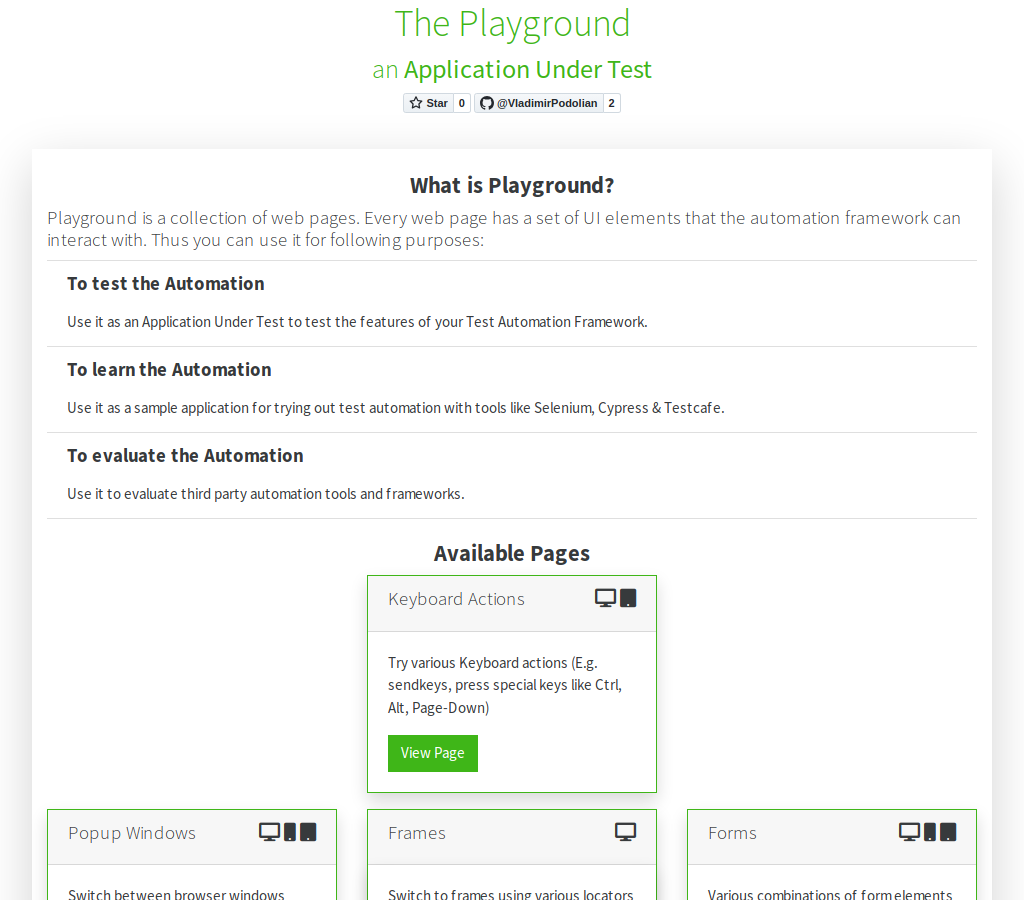 The Playground
an Application Under Test
Star 0 @VladimirPodolian 2
What is Playground?
Playground is a collection of web pages. Every web page has a set of UI elements that the automation framework can
interact with. Thus you can use it for following purposes:
To test the Automation
Use it as an Application Under Test to test the features of your Test Automation Framework.
To learn the Automation
Use it as a sample application for trying out test automation with tools like Selenium, Cypress & Testcafe.
To evaluate the Automation
Use it to evaluate third party automation tools and frameworks.
Available Pages
Keyboard Actions
Try various Keyboard actions (E.g.
sendkeys, press special keys like Ctrl,
Alt, Page-Down)
View Page
Popup Windows
Switch between browser windows
Frames
Switch to frames using various locators
Forms
Various combinations of form elements